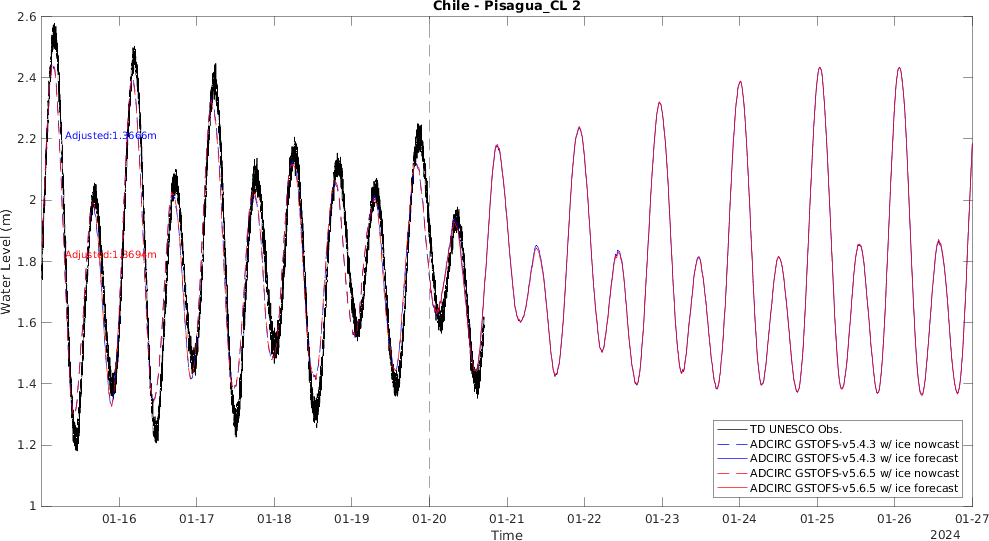 Chile - Pisagua_CL 2
2.6
2.4
2.2
2
1.8
1.6
1.4
1.2
1
Water Level (m)
Adjusted:1.3666m
Adjusted:1.3694m
TD UNESCO Obs.
ADCIRC GSTOFS-v5.4.3 w/ ice nowcast
ADCIRC GSTOFS-v5.4.3 w/ ice forecast
ADCIRC GSTOFS-v5.6.5 w/ ice nowcast
ADCIRC GSTOFS-v5.6.5 w/ ice forecast
01-16 01-17 01-18 01-19 01-20 01-21 01-22 01-23 01-24 01-25 01-26 01-27
Time
2024